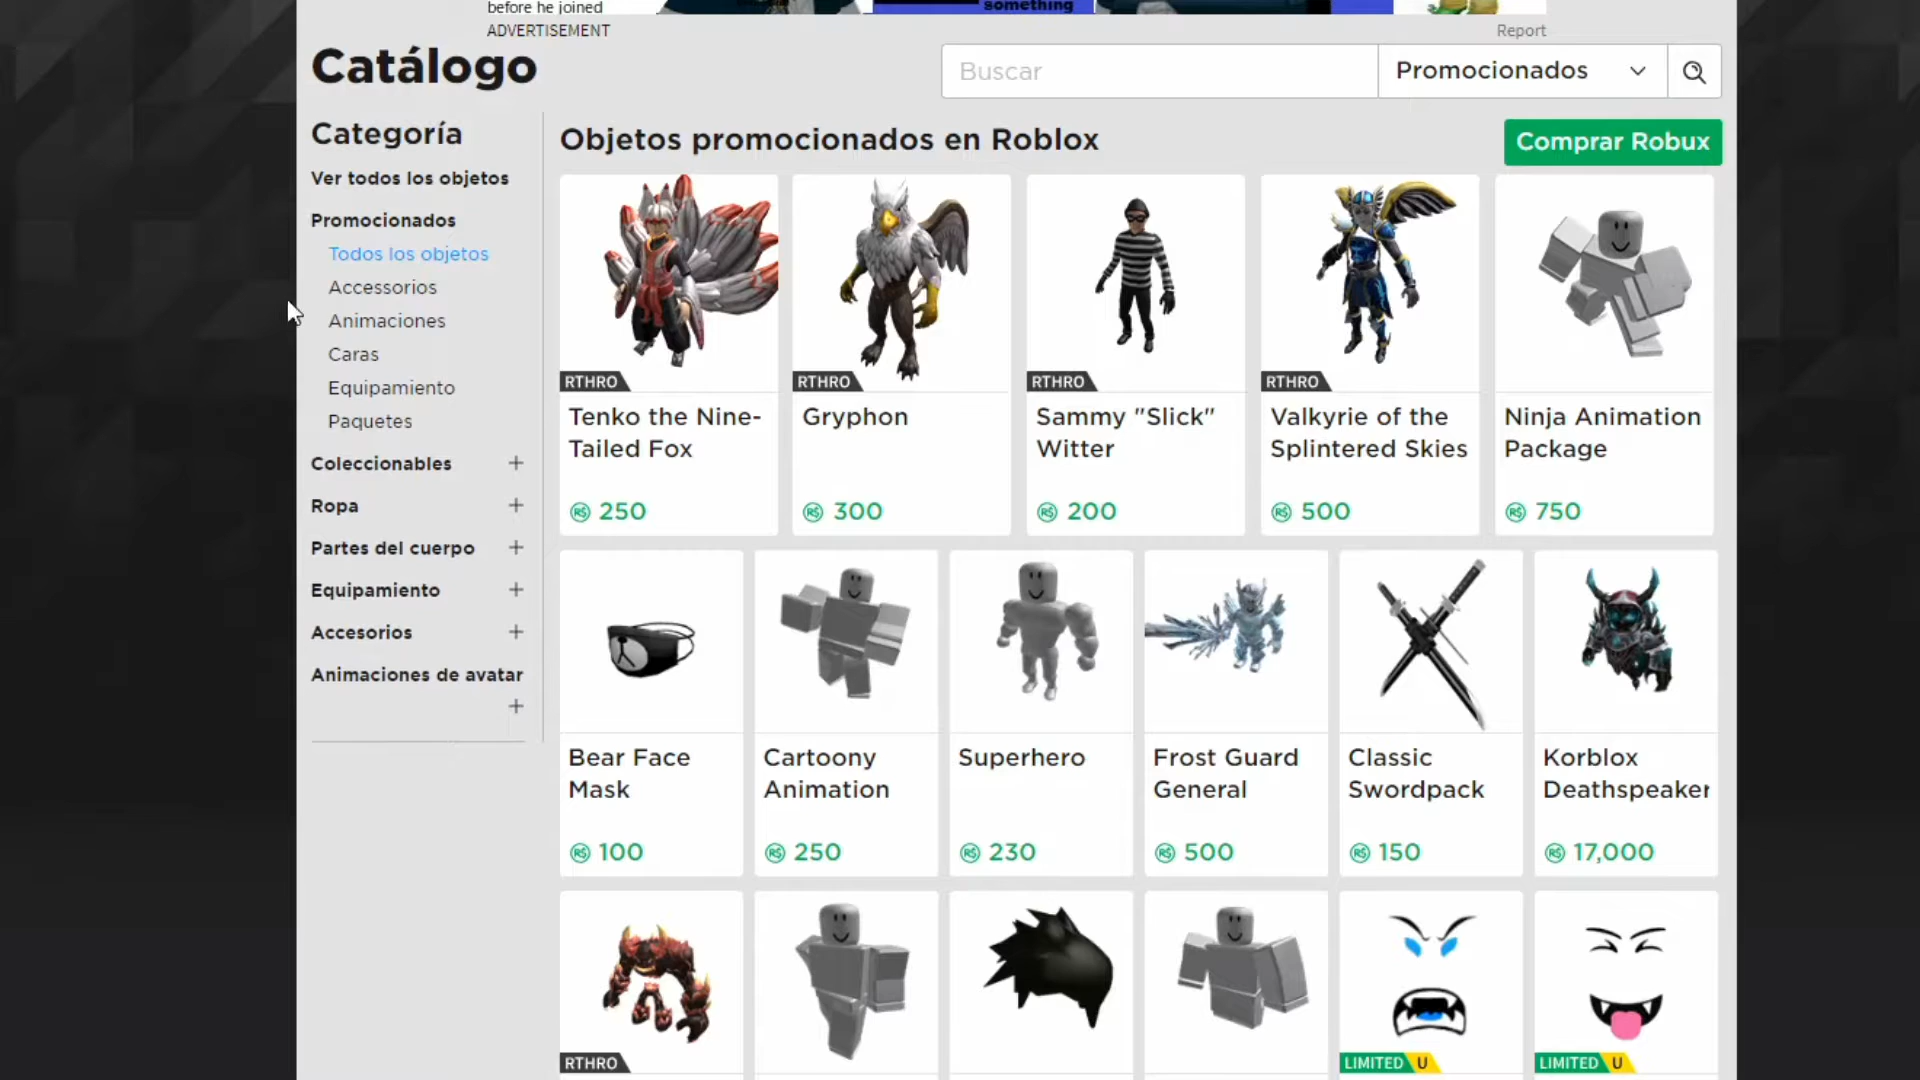 before he joined
something
ADVERTISEMENT
Report
Catálogo
Buscar
Promocionados
Categoría
Ver todos los objetos
Promocionados
Todos los objetos
Accessorios
Animaciones
Caras
Equipamiento
Paquetes
Coleccionables +
Ropa +
Partes del cuerpo +
Equipamiento +
Accesorios +
Animaciones de avatar
+
Objetos promocionados en Roblox
Comprar Robux
RTHRO
Tenko the Nine-
Tailed Fox
R$ 250
RTHRO
Gryphon
R$ 300
RTHRO
Sammy "Slick"
Witter
R$ 200
RTHRO
Valkyrie of the
Splintered Skies
R$ 500
Ninja Animation
Package
R$ 750
Bear Face
Mask
R$ 100
Cartoony
Animation
R$ 250
Superhero
R$ 230
Frost Guard
General
R$ 500
Classic
Swordpack
R$ 150
Korblox
Deathspeaker
R$ 17,000
RTHRO
LIMITED U
LIMITED U